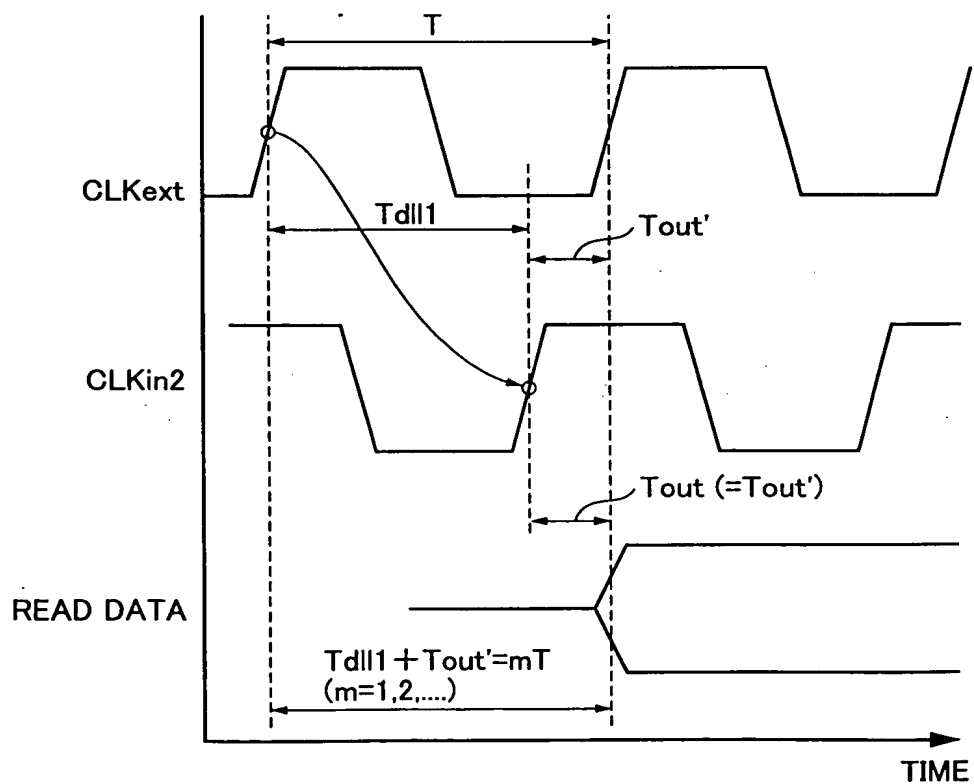 T
CLKext
Tdll1
Tout'
CLKin2
Tout (=Tout')
READ DATA
Tdll1+Tout'=mT
(m=1,2,....)
TIME